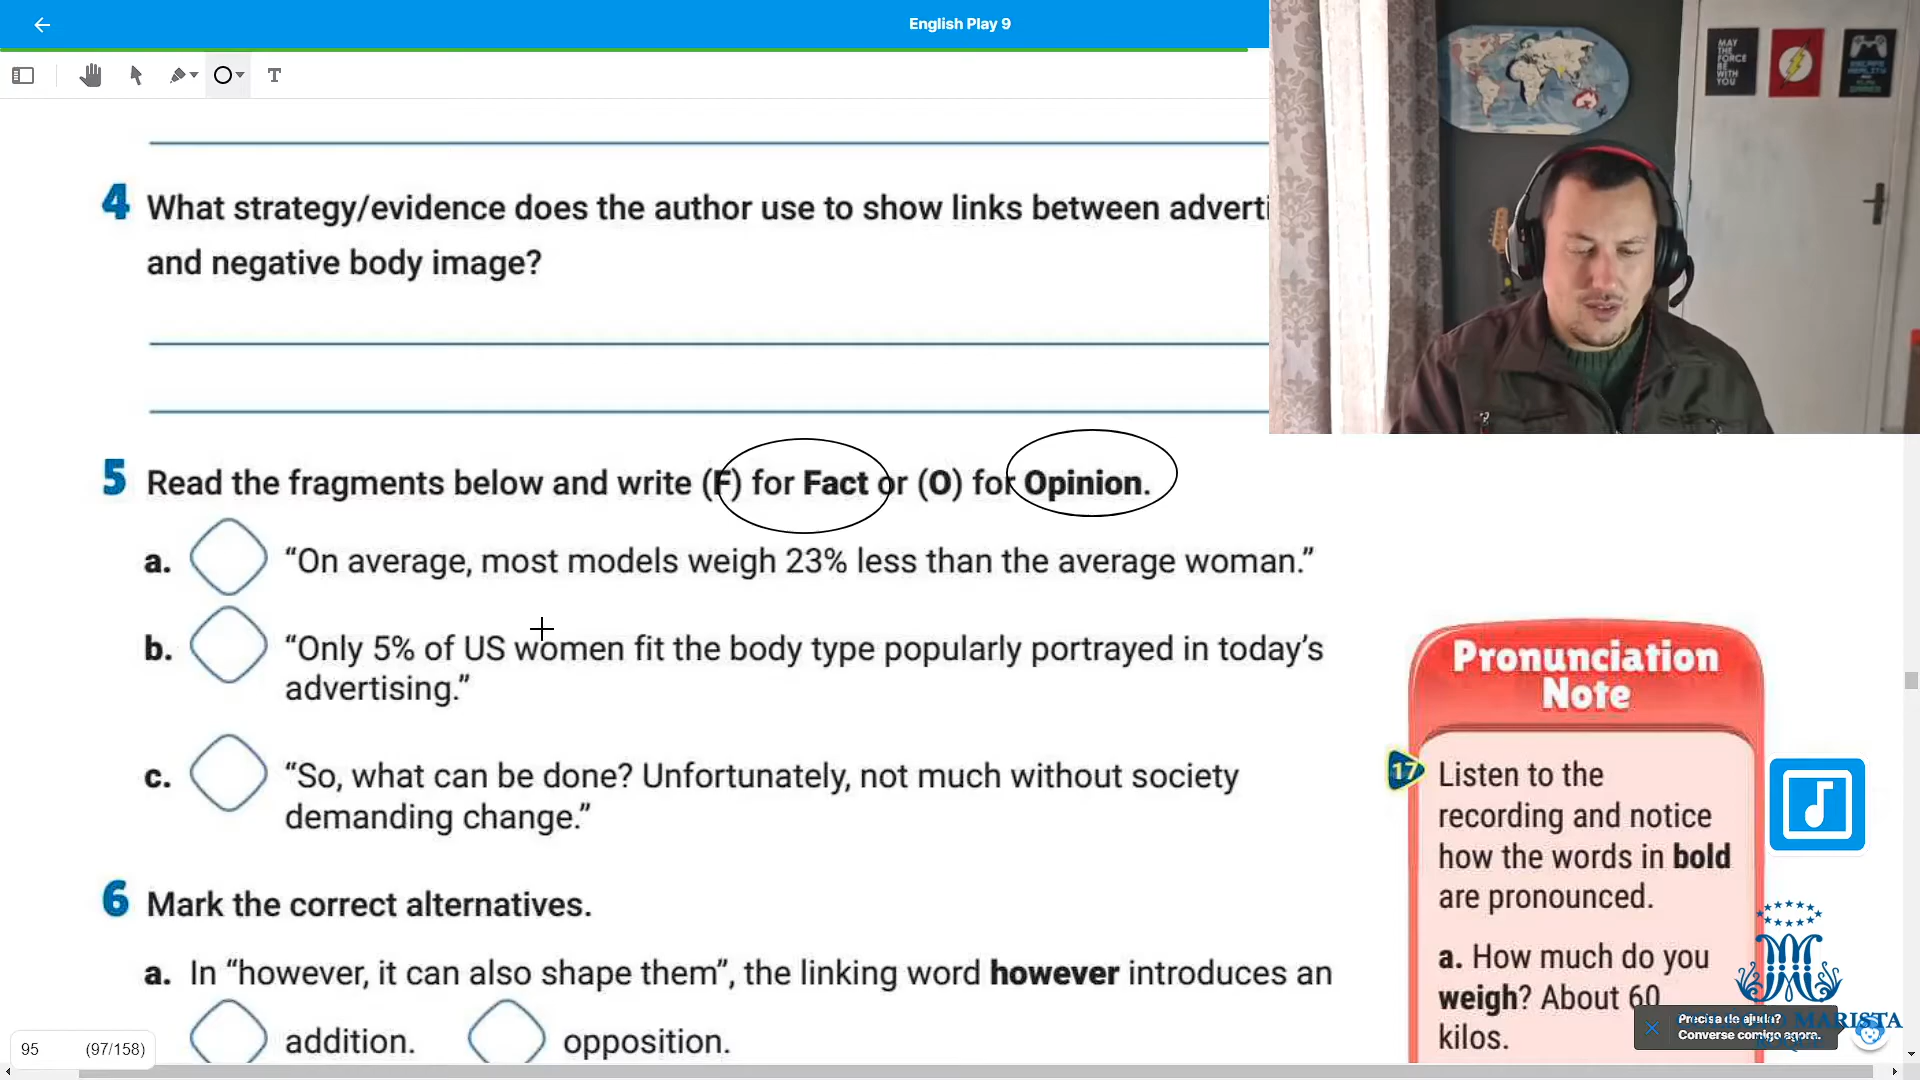 English Play 9
T
MAY
THE
FORCE
BE
WITH
YOU
ESCAPE
REALITY
PLAY
GAMES
4 What strategy/evidence does the author use to show links between adverti
and negative body image?
5 Read the fragments below and write (F) for Fact or (O) for Opinion.
a. “On average, most models weigh 23% less than the average woman.”
b. “Only 5% of US women fit the body type popularly portrayed in today’s
advertising.”
c. “So, what can be done? Unfortunately, not much without society
demanding change.”
6 Mark the correct alternatives.
a. In “however, it can also shape them”, the linking word however introduces an
addition. opposition.
Pronunciation
Note
17 Listen to the
recording and notice
how the words in bold
are pronounced.
a. How much do you
weigh? About 60
kilos.
Precisa de ajuda?
Converse comigo agora.
MARISTA
95 (97/158)